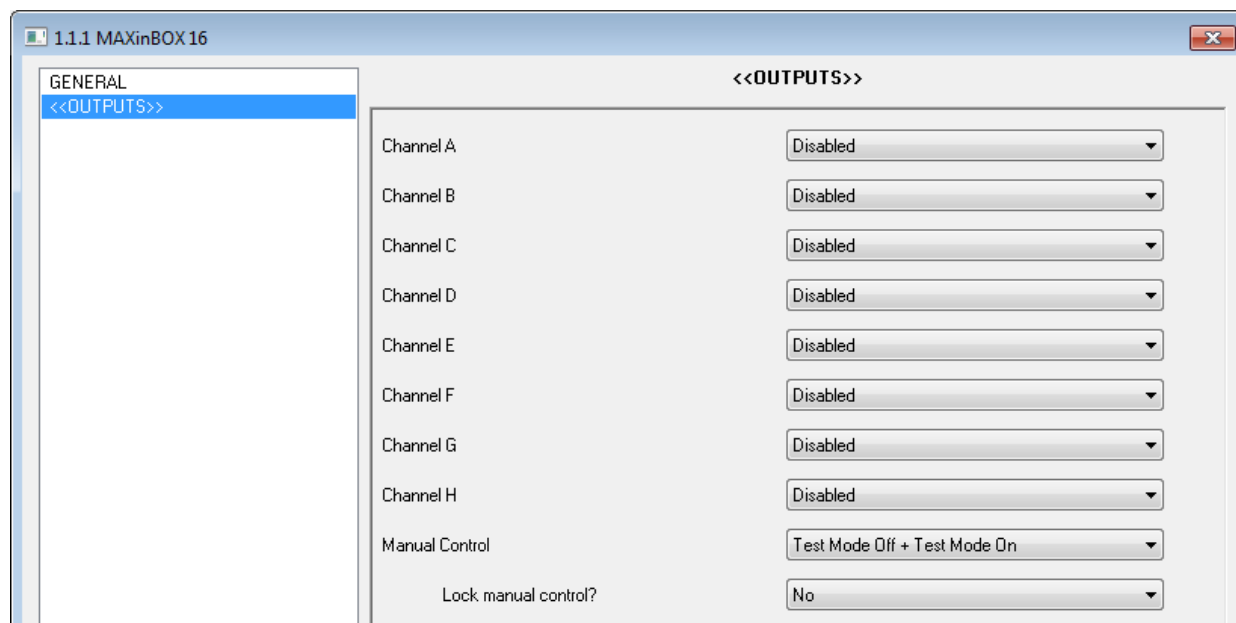 1.1.1 MAXinBOX 16
GENERAL
<<OUTPUTS>>
<<OUTPUTS>>
Channel A Disabled
Channel B Disabled
Channel C Disabled
Channel D Disabled
Channel E Disabled
Channel F Disabled
Channel G Disabled
Channel H Disabled
Manual Control Test Mode Off + Test Mode On
Lock manual control? No